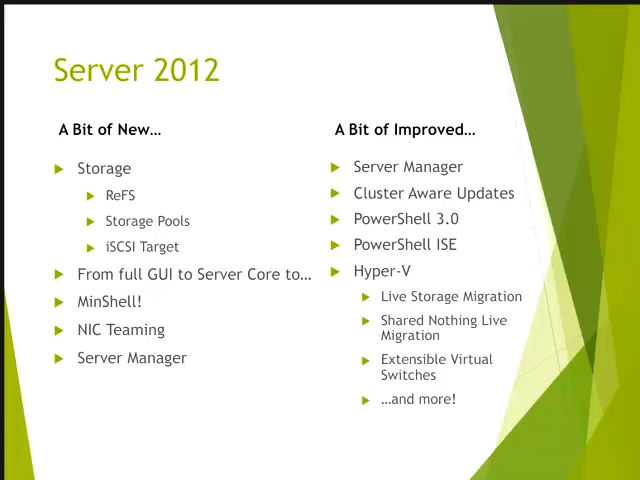 Server 2012
A Bit of New…
Storage
ReFS
Storage Pools
iSCSI Target
From full GUI to Server Core to…
MinShell!
NIC Teaming
Server Manager
A Bit of Improved…
Server Manager
Cluster Aware Updates
PowerShell 3.0
PowerShell ISE
Hyper-V
Live Storage Migration
Shared Nothing Live
Migration
Extensible Virtual
Switches
…and more!